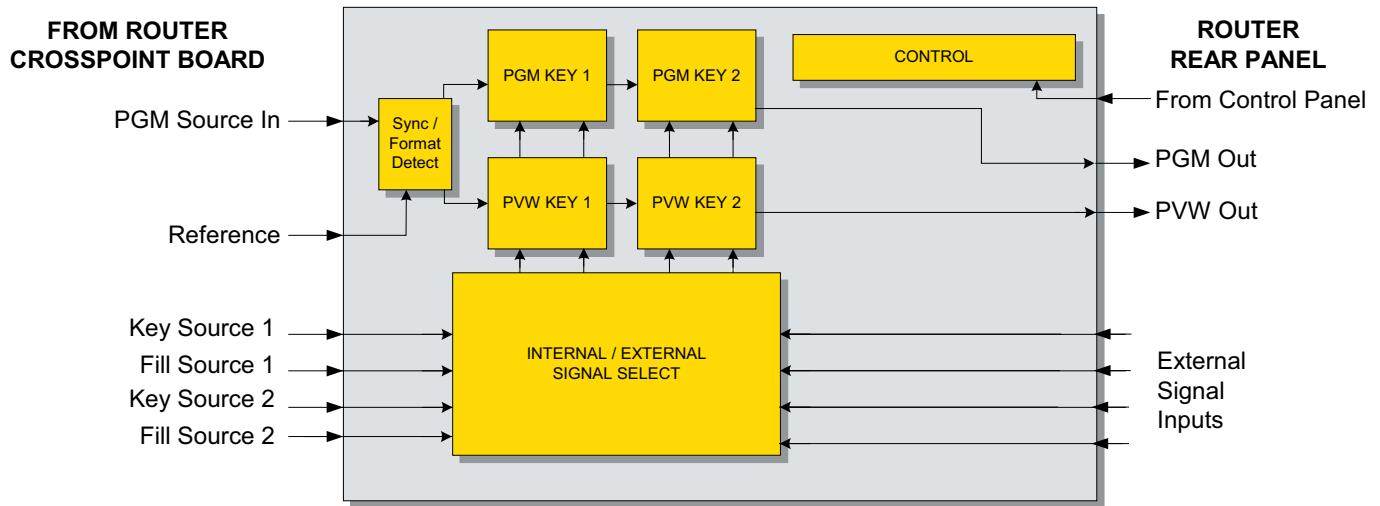 FROM ROUTER
CROSSPOINT BOARD
PGM Source In
Reference
Key Source 1
Fill Source 1
Key Source 2
Fill Source 2
Sync /
Format
Detect
PGM KEY 1
PGM KEY 2
PVW KEY 1
PVW KEY 2
INTERNAL / EXTERNAL
SIGNAL SELECT
CONTROL
ROUTER
REAR PANEL
From Control Panel
PGM Out
PVW Out
External
Signal
Inputs